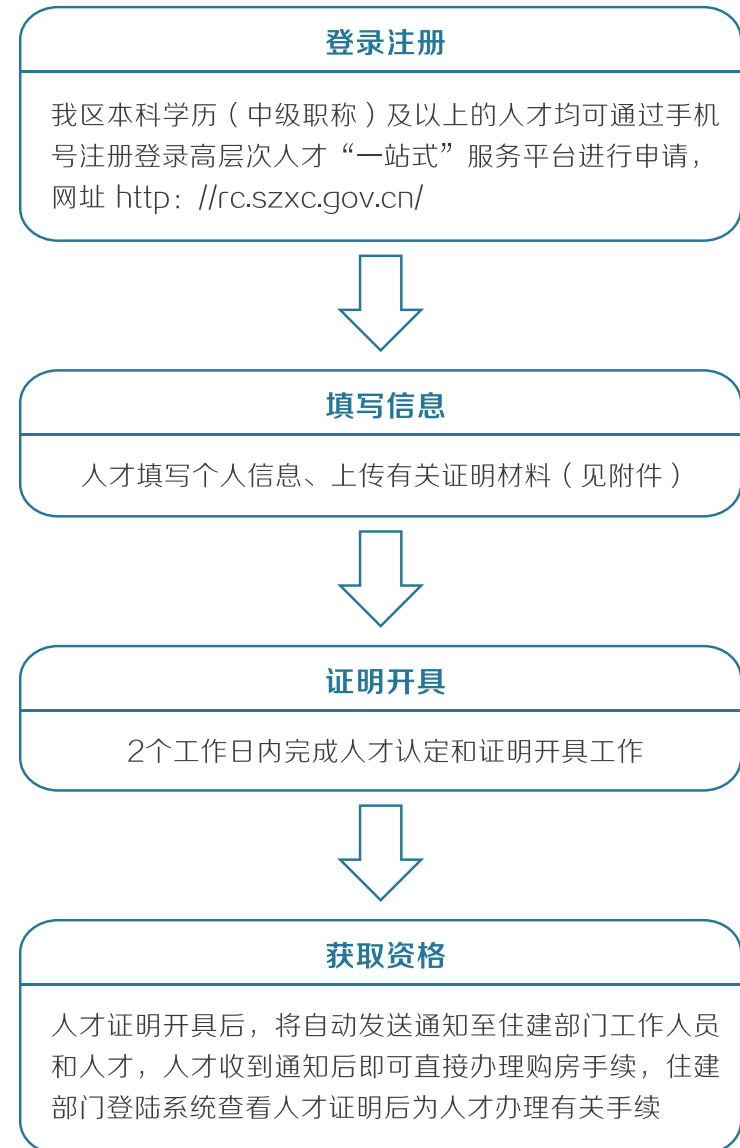 登录注册
我区本科学历（中级职称）及以上的人才均可通过手机
号注册登录高层次人才“一站式”服务平台进行申请，
网址 http：//rc.szxc.gov.cn/
填写信息
人才填写个人信息、上传有关证明材料（见附件）
证明开具
2个工作日内完成人才认定和证明开具工作
获取资格
人才证明开具后，将自动发送通知至住建部门工作人员
和人才，人才收到通知后即可直接办理购房手续，住建
部门登陆系统查看人才证明后为人才办理有关手续